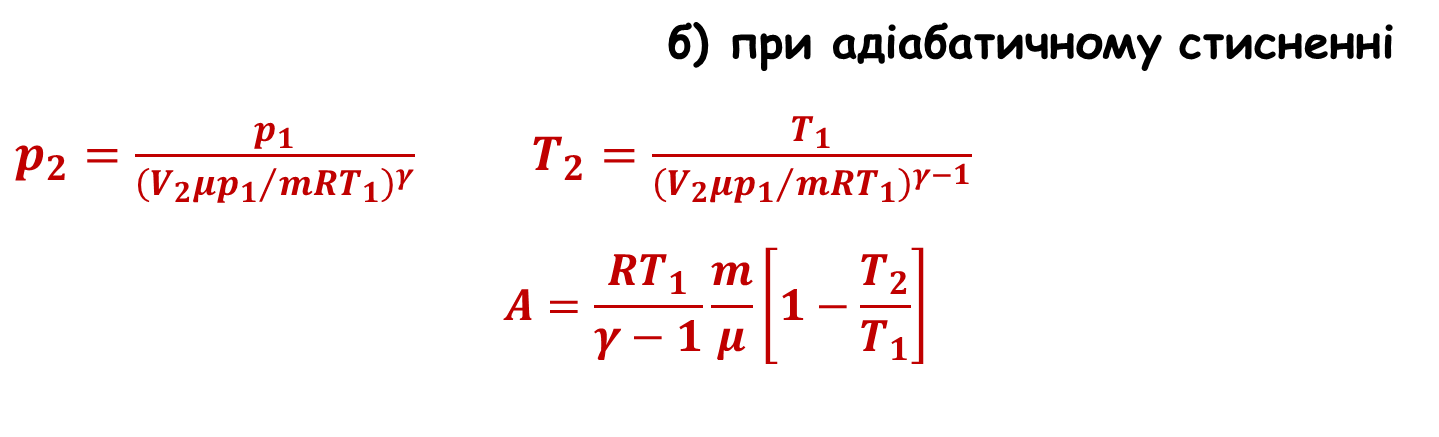 б) при адіабатичному стисненні
p₂ = p₁ / (V₂μp₁/mRT₁)^γ    T₂ = T₁ / (V₂μp₁/mRT₁)^(γ−1)
A = RT₁/(γ − 1) m/μ [1 − T₂/T₁]